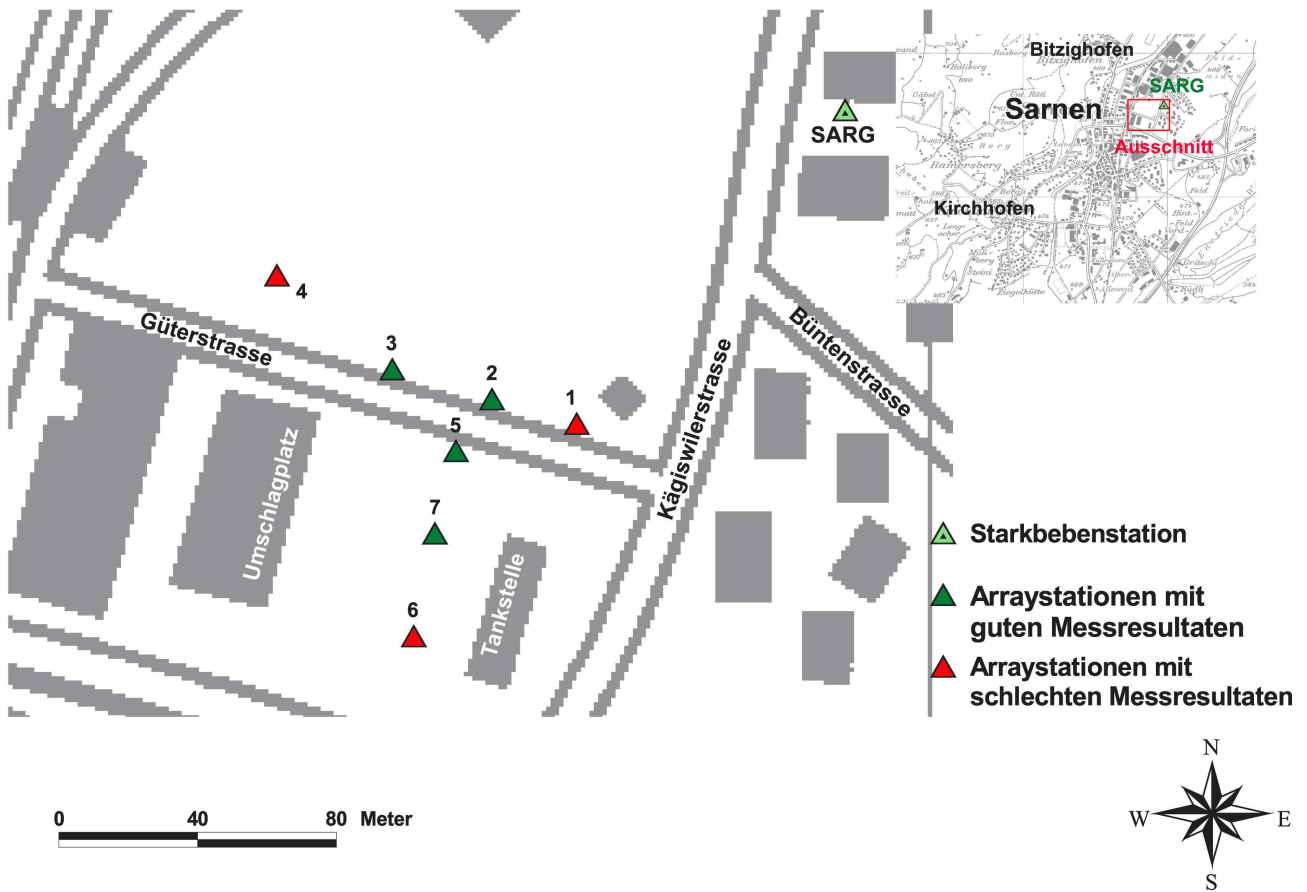 Bitzighofen
SARG
Sarnen
Ausschnitt
Ramersberg
Kirchhofen
SARG
4
Güterstrasse
3
2
1
5
7
6
Umschlagplatz
Tankstelle
Kägiswilerstrasse
Büntenstrasse
Starkbebenstation
Arraystationen mit
guten Messresultaten
Arraystationen mit
schlechten Messresultaten
0 40 80 Meter
N
W E
S